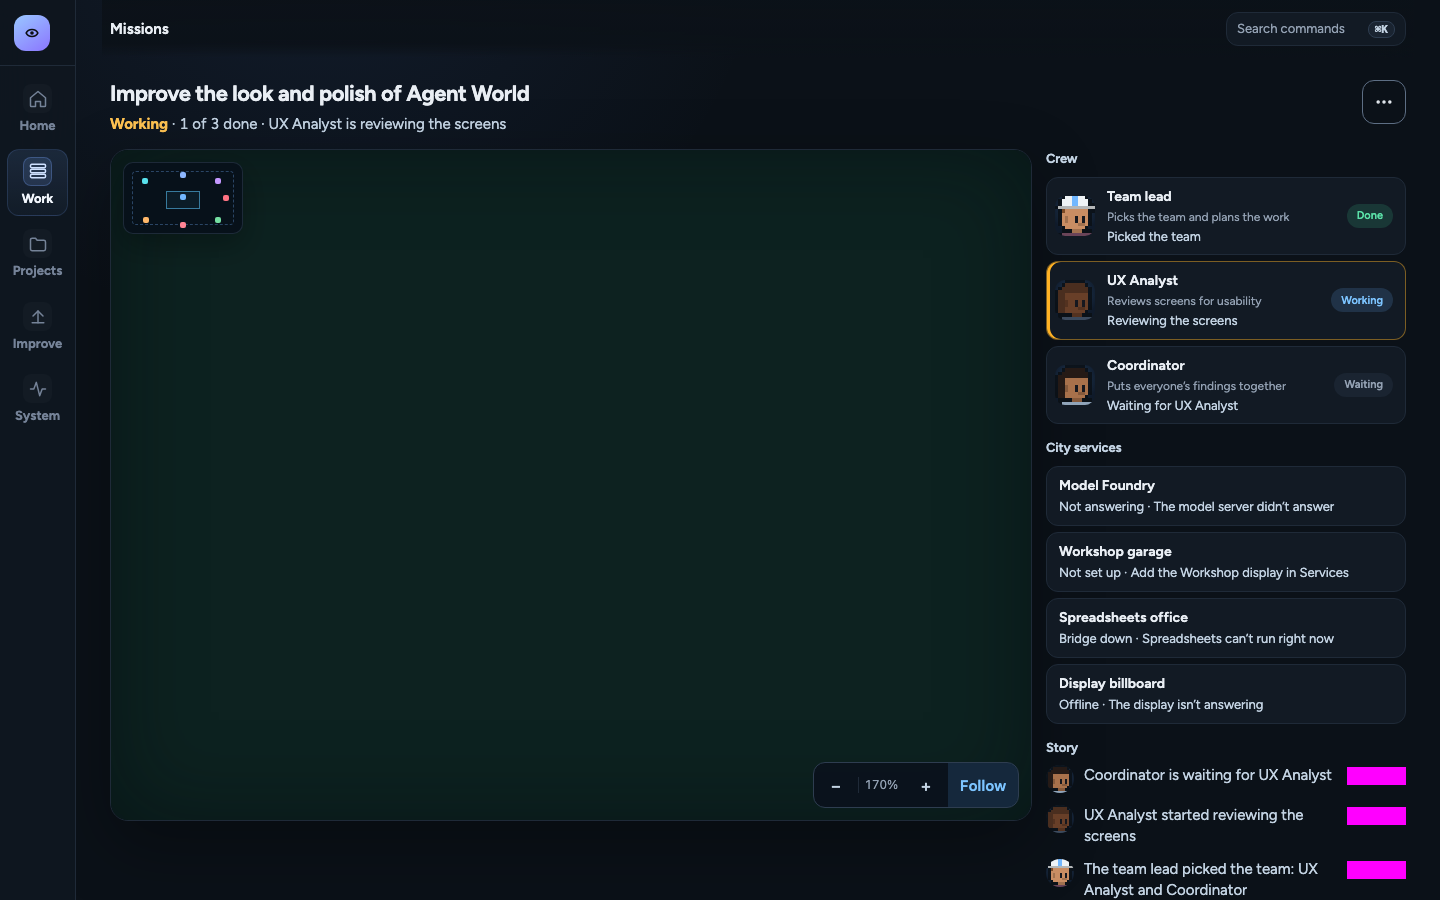 Missions
Search commands ⌘K
Home
Work
Projects
Improve
System
Improve the look and polish of Agent World
Working · 1 of 3 done · UX Analyst is reviewing the screens
− 170% + Follow
Crew
Team lead
Picks the team and plans the work
Picked the team
Done
UX Analyst
Reviews screens for usability
Reviewing the screens
Working
Coordinator
Puts everyone’s findings together
Waiting for UX Analyst
Waiting
City services
Model Foundry
Not answering · The model server didn’t answer
Workshop garage
Not set up · Add the Workshop display in Services
Spreadsheets office
Bridge down · Spreadsheets can’t run right now
Display billboard
Offline · The display isn’t answering
Story
Coordinator is waiting for UX Analyst
UX Analyst started reviewing the
screens
The team lead picked the team: UX
Analyst and Coordinator